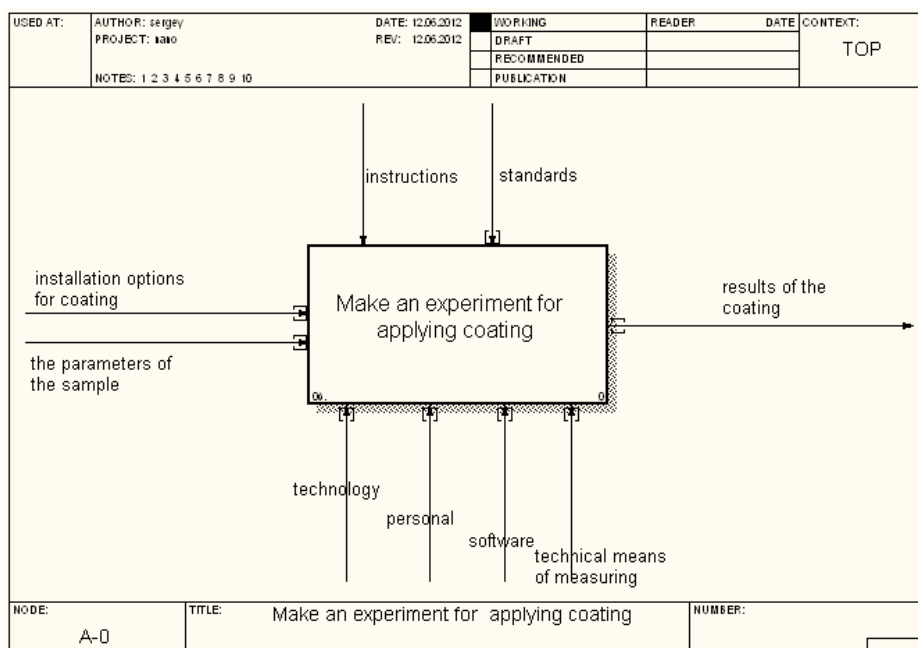 USED AT:
AUTHOR: sergey
DATE: 12.06.2012
WORKING
READER
DATE
CONTEXT:
PROJECT: nano
REV: 12.06.2012
DRAFT
TOP
RECOMMENDED
NOTES: 1 2 3 4 5 6 7 8 9 10
PUBLICATION
instructions
standards
installation options
for coating
Make an experiment for
applying coating
results of the
coating
the parameters of
the sample
0
technology
personal
software
technical means
of measuring
NODE:
TITLE:
Make an experiment for applying coating
NUMBER:
A-0